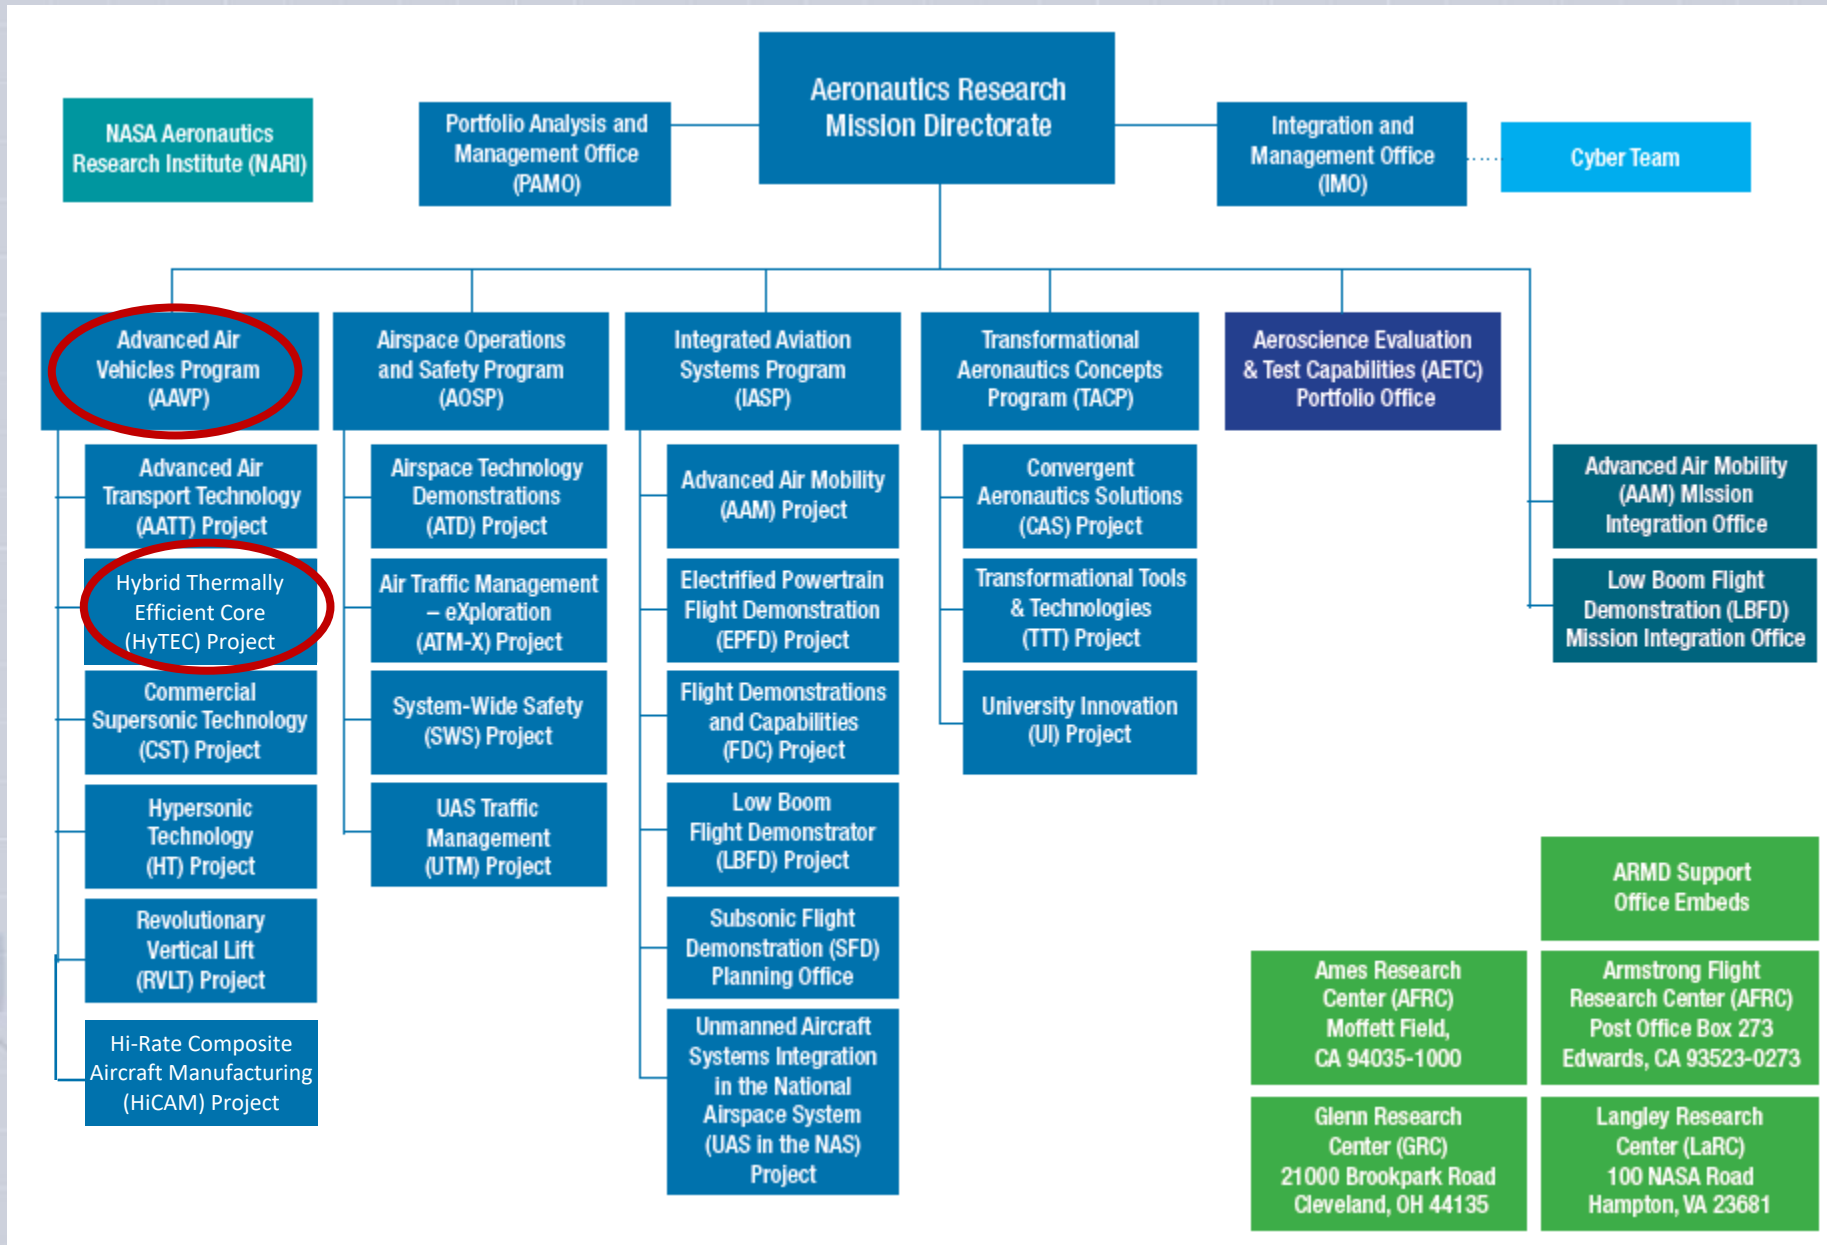 Aeronautics Research
Mission Directorate
NASA Aeronautics
Research Institute (NARI)
Portfolio Analysis and
Management Office
(PAMO)
Integration and
Management Office
(IMO)
Cyber Team
Advanced Air
Vehicles Program
(AAVP)
Airspace Operations
and Safety Program
(AOSP)
Integrated Aviation
Systems Program
(IASP)
Transformational
Aeronautics Concepts
Program (TACP)
Aeroscience Evaluation
& Test Capabilities (AETC)
Portfolio Office
Advanced Air
Transport Technology
(AATT) Project
Hybrid Thermally
Efficient Core
(HyTEC) Project
Commercial
Supersonic Technology
(CST) Project
Hypersonic
Technology
(HT) Project
Revolutionary
Vertical Lift
(RVLT) Project
Hi-Rate Composite
Aircraft Manufacturing
(HiCAM) Project
Airspace Technology
Demonstrations
(ATD) Project
Air Traffic Management
– eXploration
(ATM-X) Project
System-Wide Safety
(SWS) Project
UAS Traffic
Management
(UTM) Project
Advanced Air Mobility
(AAM) Project
Electrified Powertrain
Flight Demonstration
(EPFD) Project
Flight Demonstrations
and Capabilities
(FDC) Project
Low Boom
Flight Demonstrator
(LBFD) Project
Subsonic Flight
Demonstration (SFD)
Planning Office
Unmanned Aircraft
Systems Integration
in the National
Airspace System
(UAS in the NAS)
Project
Convergent
Aeronautics Solutions
(CAS) Project
Transformational Tools
& Technologies
(TTT) Project
University Innovation
(UI) Project
Advanced Air Mobility
(AAM) MIssion
Integration Office
Low Boom Flight
Demonstration (LBFD)
Mission Integration Office
ARMD Support
Office Embeds
Ames Research
Center (AFRC)
Moffett Field,
CA 94035-1000
Armstrong Flight
Research Center (AFRC)
Post Office Box 273
Edwards, CA 93523-0273
Glenn Research
Center (GRC)
21000 Brookpark Road
Cleveland, OH 44135
Langley Research
Center (LaRC)
100 NASA Road
Hampton, VA 23681